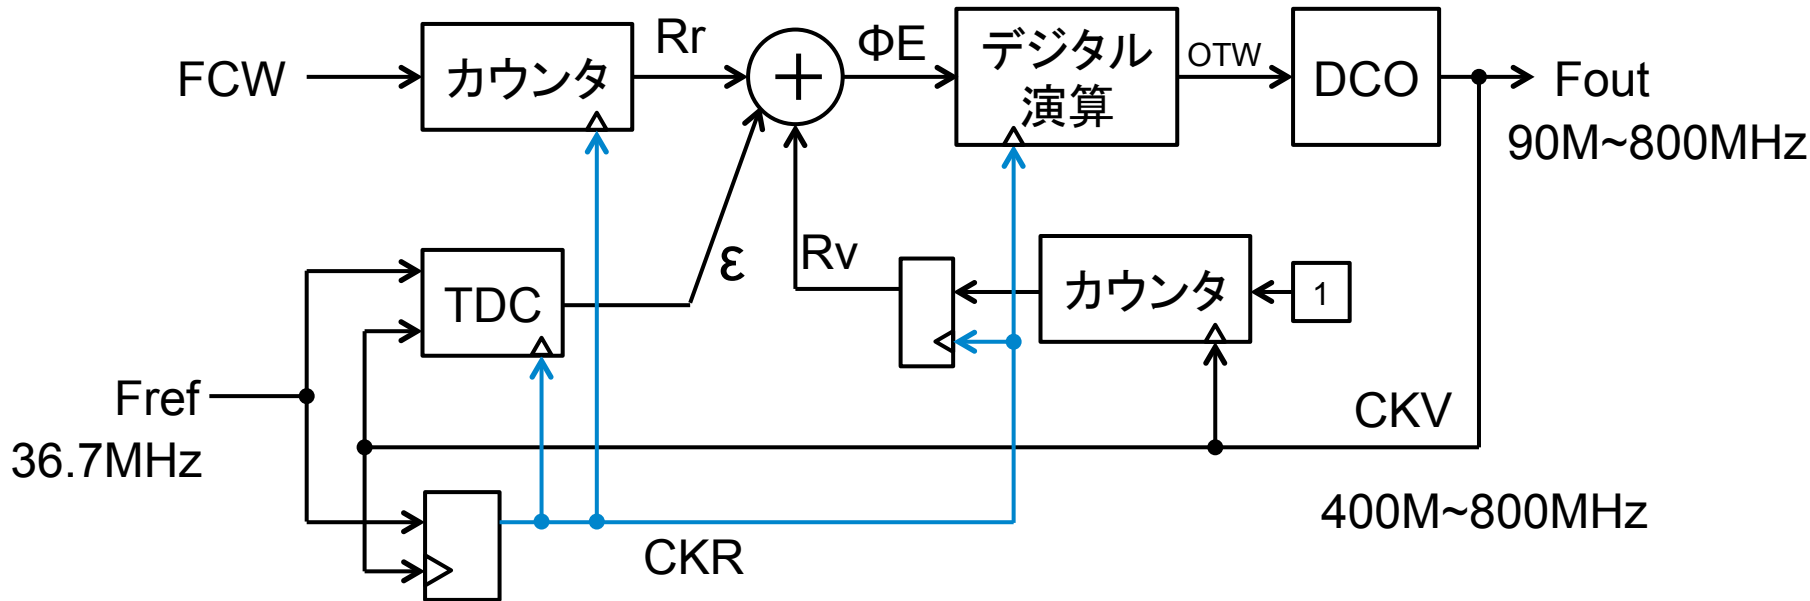 FCW
カウンタ
Rr
+
ΦE
デジタル
演算
OTW
DCO
Fout
90M~800MHz
TDC
ε
Rv
カウンタ
1
Fref
36.7MHz
CKV
400M~800MHz
CKR